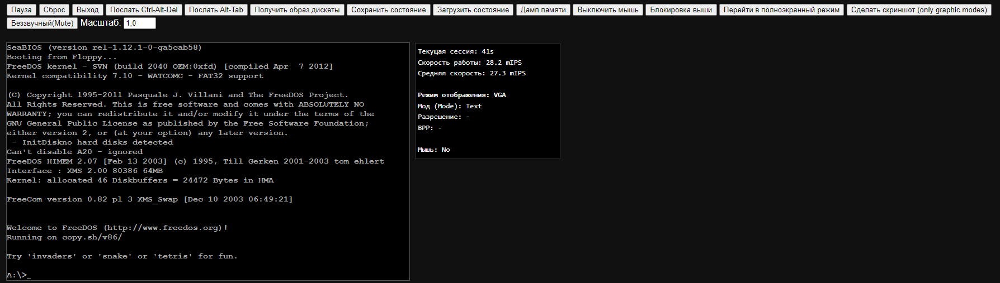 Пауза Сброс Выход Послать Ctrl-Alt-Del Послать Alt-Tab Получить образ дискеты Сохранить состояние Загрузить состояние Дамп памяти Выключить мышь Блокировка выши Перейти в полноэкранный режим Сделать скриншот (only graphic modes)
Беззвучный(Mute) Масштаб: 1,0
SeaBIOS (version rel-1.12.1-0-ga5cab58)
Booting from Floppy...
FreeDOS kernel - SVN (build 2040 OEM:0xfd) [compiled Apr  7 2012]
Kernel compatibility 7.10 - WATCOMC - FAT32 support
(C) Copyright 1995-2011 Pasquale J. Villani and The FreeDOS Project.
All Rights Reserved. This is free software and comes with ABSOLUTELY NO
WARRANTY; you can redistribute it and/or modify it under the terms of the
GNU General Public License as published by the Free Software Foundation;
either version 2, or (at your option) any later version.
 - InitDiskno hard disks detected
Can't disable A20 - ignored
FreeDOS HIMEM 2.07 [Feb 13 2003] (c) 1995, Till Gerken 2001-2003 tom ehlert
Interface : XMS 2.00 80386 64MB
Kernel: allocated 46 Diskbuffers = 24472 Bytes in HMA
FreeCom version 0.82 pl 3 XMS_Swap [Dec 10 2003 06:49:21]
Welcome to FreeDOS (http://www.freedos.org)!
Running on copy.sh/v86/
Try 'invaders' or 'snake' or 'tetris' for fun.
A:\>_
Текущая сессия: 41s
Скорость работы: 28.2 mIPS
Средняя скорость: 27.3 mIPS
Режим отображения: VGA
Мод (Mode): Text
Разрешение: -
BPP: -
Мышь: No